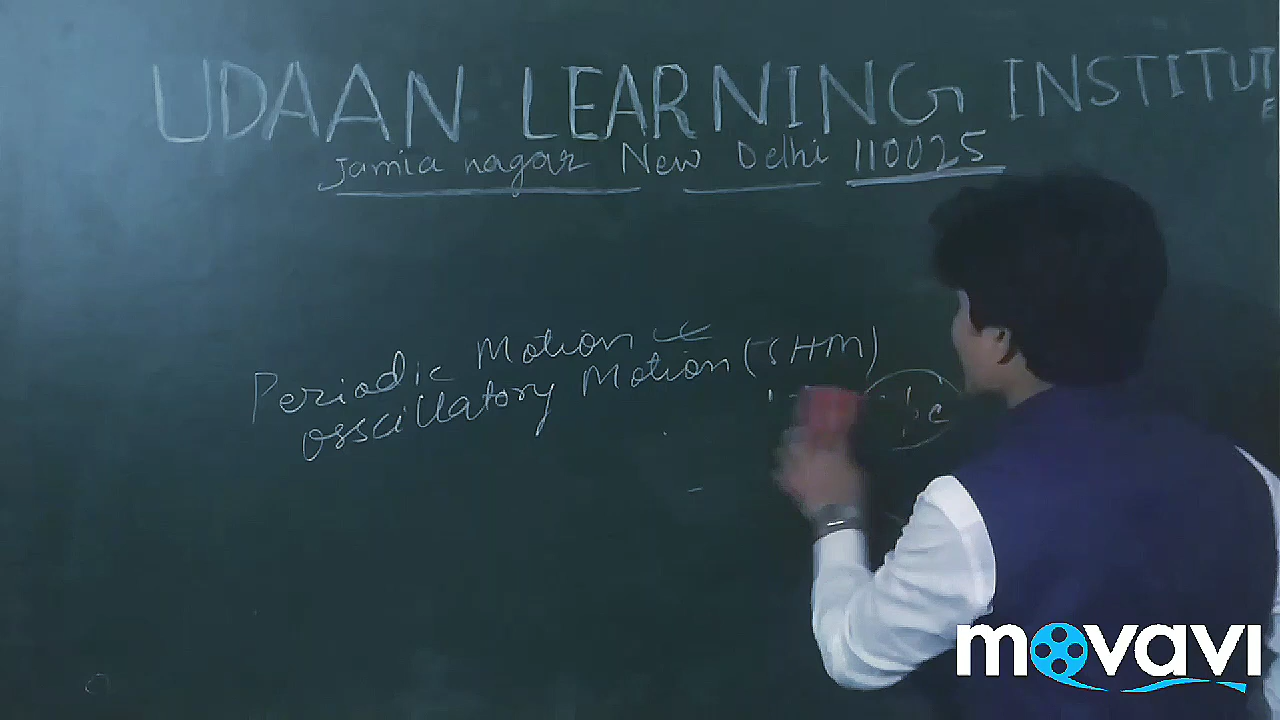 UDAAN LEARNING INSTITUTE
Jamia nagar New Delhi 110025
Periodic Motion
osscillatory Motion (SHM)
movavi